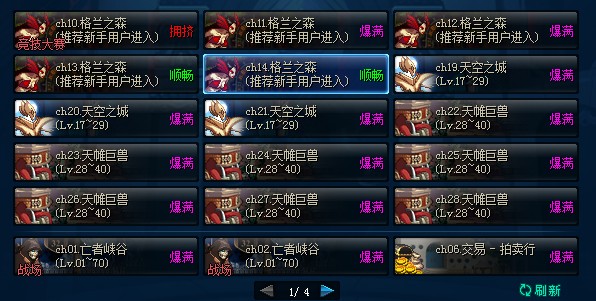 ch10.格兰之森
(推荐新手用户进入)
拥挤
竞技大赛
ch11.格兰之森
(推荐新手用户进入)
爆满
ch12.格兰之森
(推荐新手用户进入)
爆满
ch13.格兰之森
(推荐新手用户进入)
顺畅
ch14.格兰之森
(推荐新手用户进入)
顺畅
ch19.天空之城
(Lv.17~29)
爆满
ch20.天空之城
(Lv.17~29)
爆满
ch21.天空之城
(Lv.17~29)
爆满
ch22.天帷巨兽
(Lv.28~40)
爆满
ch23.天帷巨兽
(Lv.28~40)
爆满
ch24.天帷巨兽
(Lv.28~40)
爆满
ch25.天帷巨兽
(Lv.28~40)
爆满
ch26.天帷巨兽
(Lv.28~40)
爆满
ch27.天帷巨兽
(Lv.28~40)
爆满
ch28.天帷巨兽
(Lv.28~40)
爆满
ch01.亡者峡谷
(Lv.01~70)
爆满
战场
ch02.亡者峡谷
(Lv.01~70)
爆满
战场
ch06.交易 - 拍卖行
爆满
1/ 4
刷新